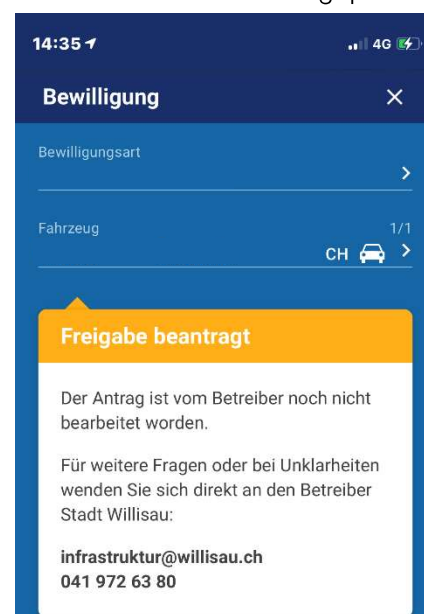 14:35
4G
Bewilligung
Bewilligungsart
Fahrzeug 1/1
CH
Freigabe beantragt
Der Antrag ist vom Betreiber noch nicht
bearbeitet worden.
Für weitere Fragen oder bei Unklarheiten
wenden Sie sich direkt an den Betreiber
Stadt Willisau:
infrastruktur@willisau.ch
041 972 63 80